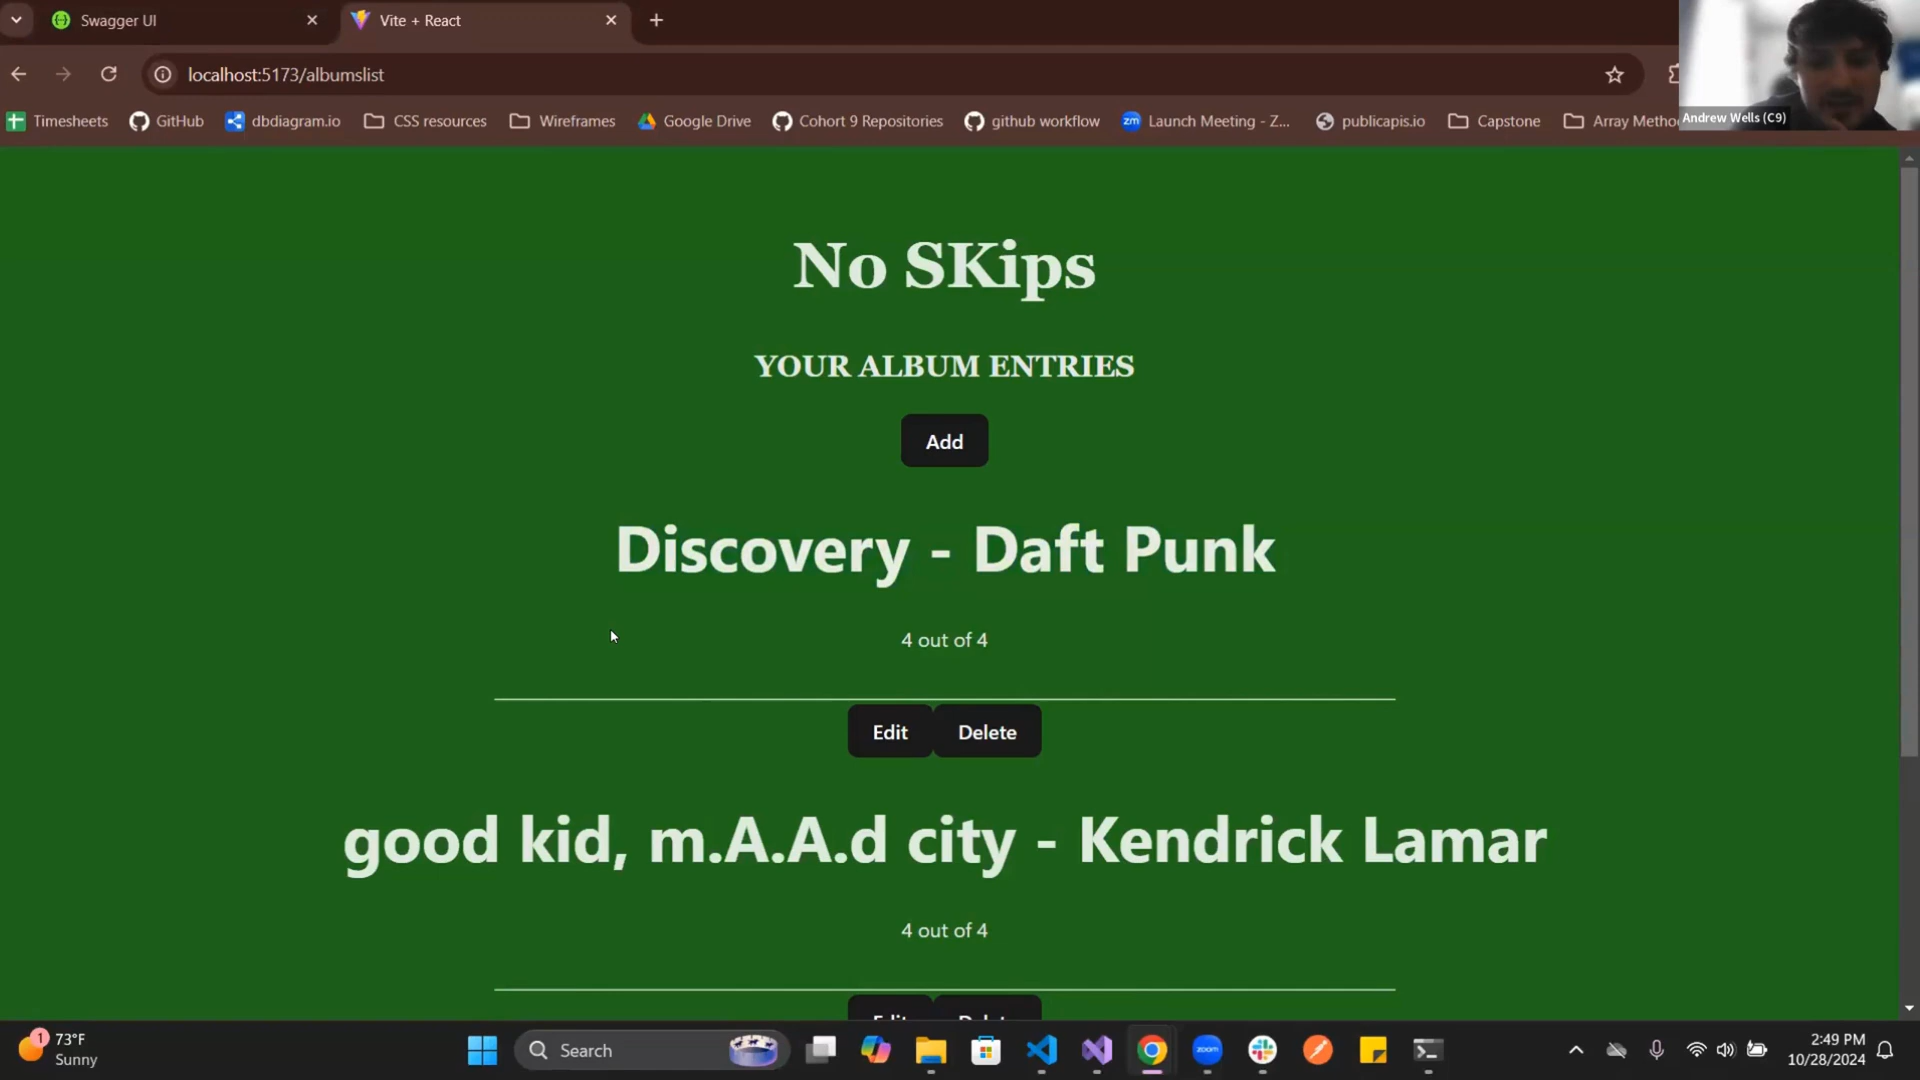 Swagger UI
Vite + React
localhost:5173/albumslist
Timesheets
GitHub
dbdiagram.io
CSS resources
Wireframes
Google Drive
Cohort 9 Repositories
github workflow
zm
Launch Meeting - Z...
publicapis.io
Capstone
Array Metho
Andrew Wells (C9)
No SKips
YOUR ALBUM ENTRIES
Add
Discovery - Daft Punk
4 out of 4
Edit
Delete
good kid, m.A.A.d city - Kendrick Lamar
4 out of 4
1
73°F
Sunny
Search
zoom
2:49 PM
10/28/2024